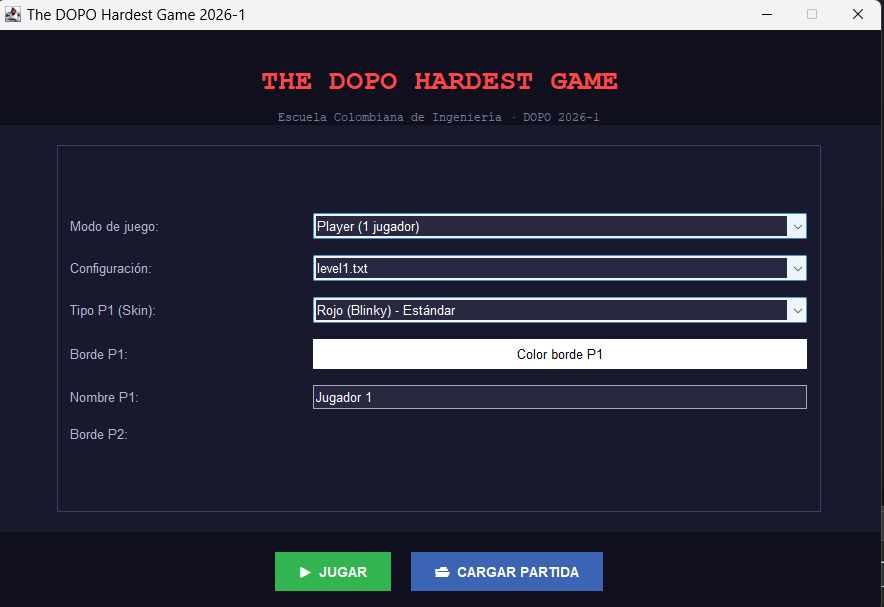 The DOPO Hardest Game 2026-1
THE DOPO HARDEST GAME
Escuela Colombiana de Ingeniería · DOPO 2026-1
Modo de juego: Player (1 jugador)
Configuración: level1.txt
Tipo P1 (Skin): Rojo (Blinky) - Estándar
Borde P1: Color borde P1
Nombre P1: Jugador 1
Borde P2:
JUGAR CARGAR PARTIDA